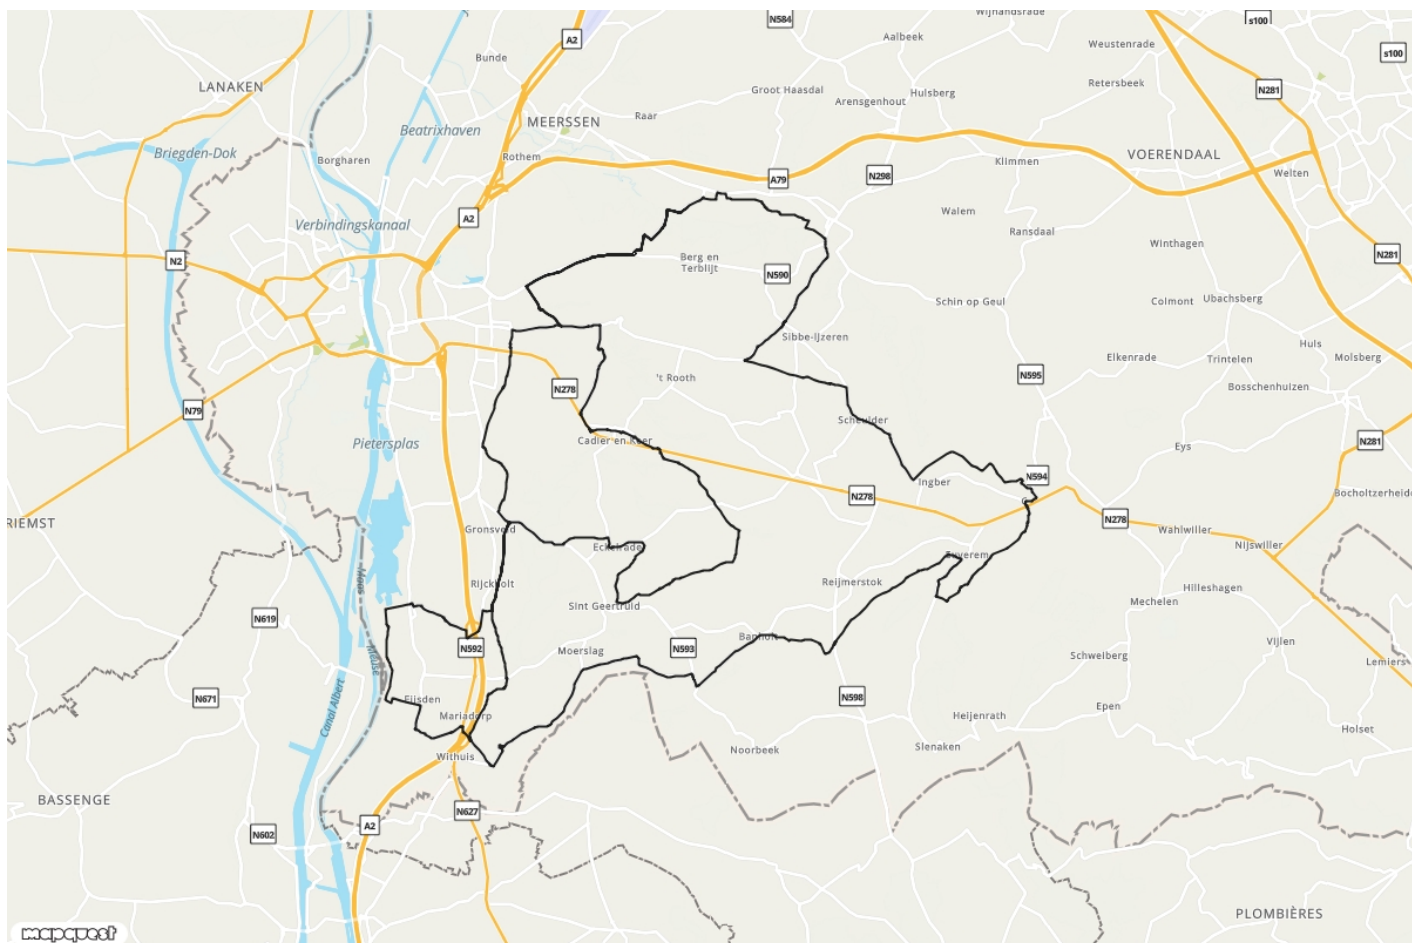 N584
Wijnandsrade
s100
A2
Aalbeek
Weustenrade
s100
Bunde
LANAKEN
Groot Haasdal
Hulsberg
Retersbeek
N281
Arensgenhout
MEERSSEN
Raar
Beatrixhaven
Briegden-Dok
Borgharen
Rothem
Klimmen
VOERENDAAL
Welten
A79
N298
A2
Walem
Verbindingskanaal
Ransdaal
Winthagen
N2
Berg en
Terblijt
N590
N281
Schin op Geul
Colmont
Ubachsberg
Sibbe-IJzeren
Huls
Elkenrade
Trintelen
Molsberg
't Rooth
N595
N278
Bosschenhuizen
N79
Scheulder
Pietersplas
Cadier en Keer
Eys
N281
N594
Ingber
N278
Bocholtzerheide
RIEMST
Gronsveld
N278
Wahlwiller
Nijswiller
Eckelrade
Maas
Rijckholt
Reijmerstok
Hilleshagen
Mechelen
Sint Geertruid
N619
Banholt
Vijlen
N592
Moerslag
N593
Meuse
Schweiberg
Lemiers
N671
Eijsden
N598
Canal Albert
Mariadorp
Heijenrath
Epen
Holset
Withuis
Noorbeek
Slenaken
BASSENGE
N627
N602
A2
PLOMBIÈRES
mapquest